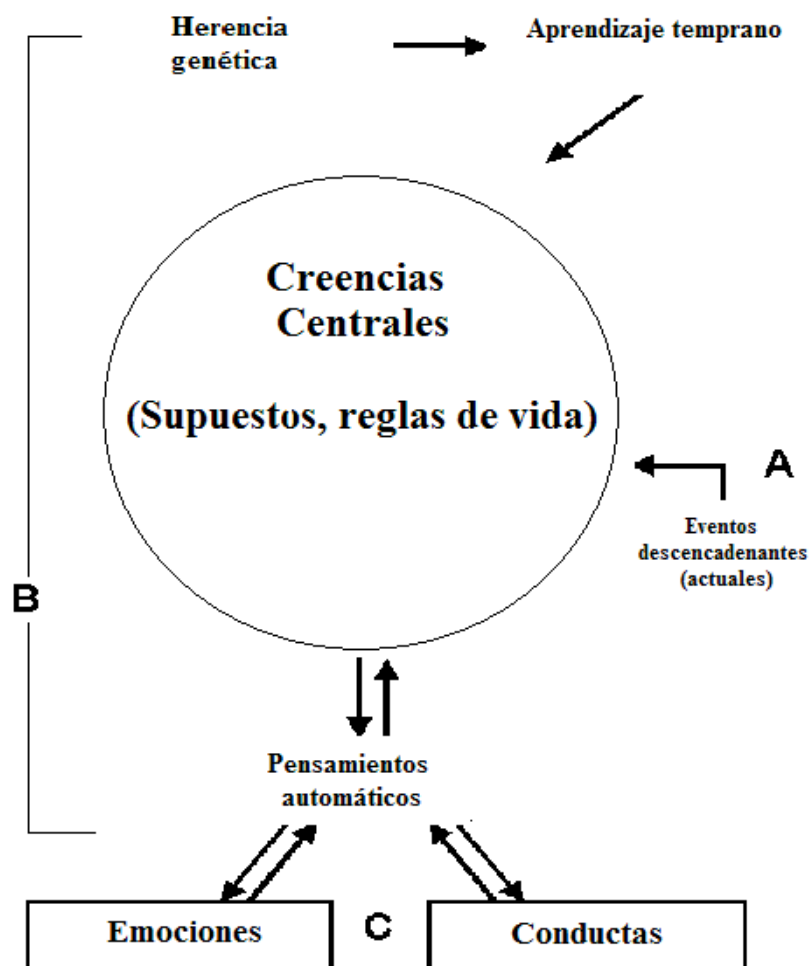 Herencia
genética
Aprendizaje temprano
Creencias
Centrales
(Supuestos, reglas de vida)
A
Eventos
descencadenantes
(actuales)
B
Pensamientos
automáticos
Emociones
C
Conductas